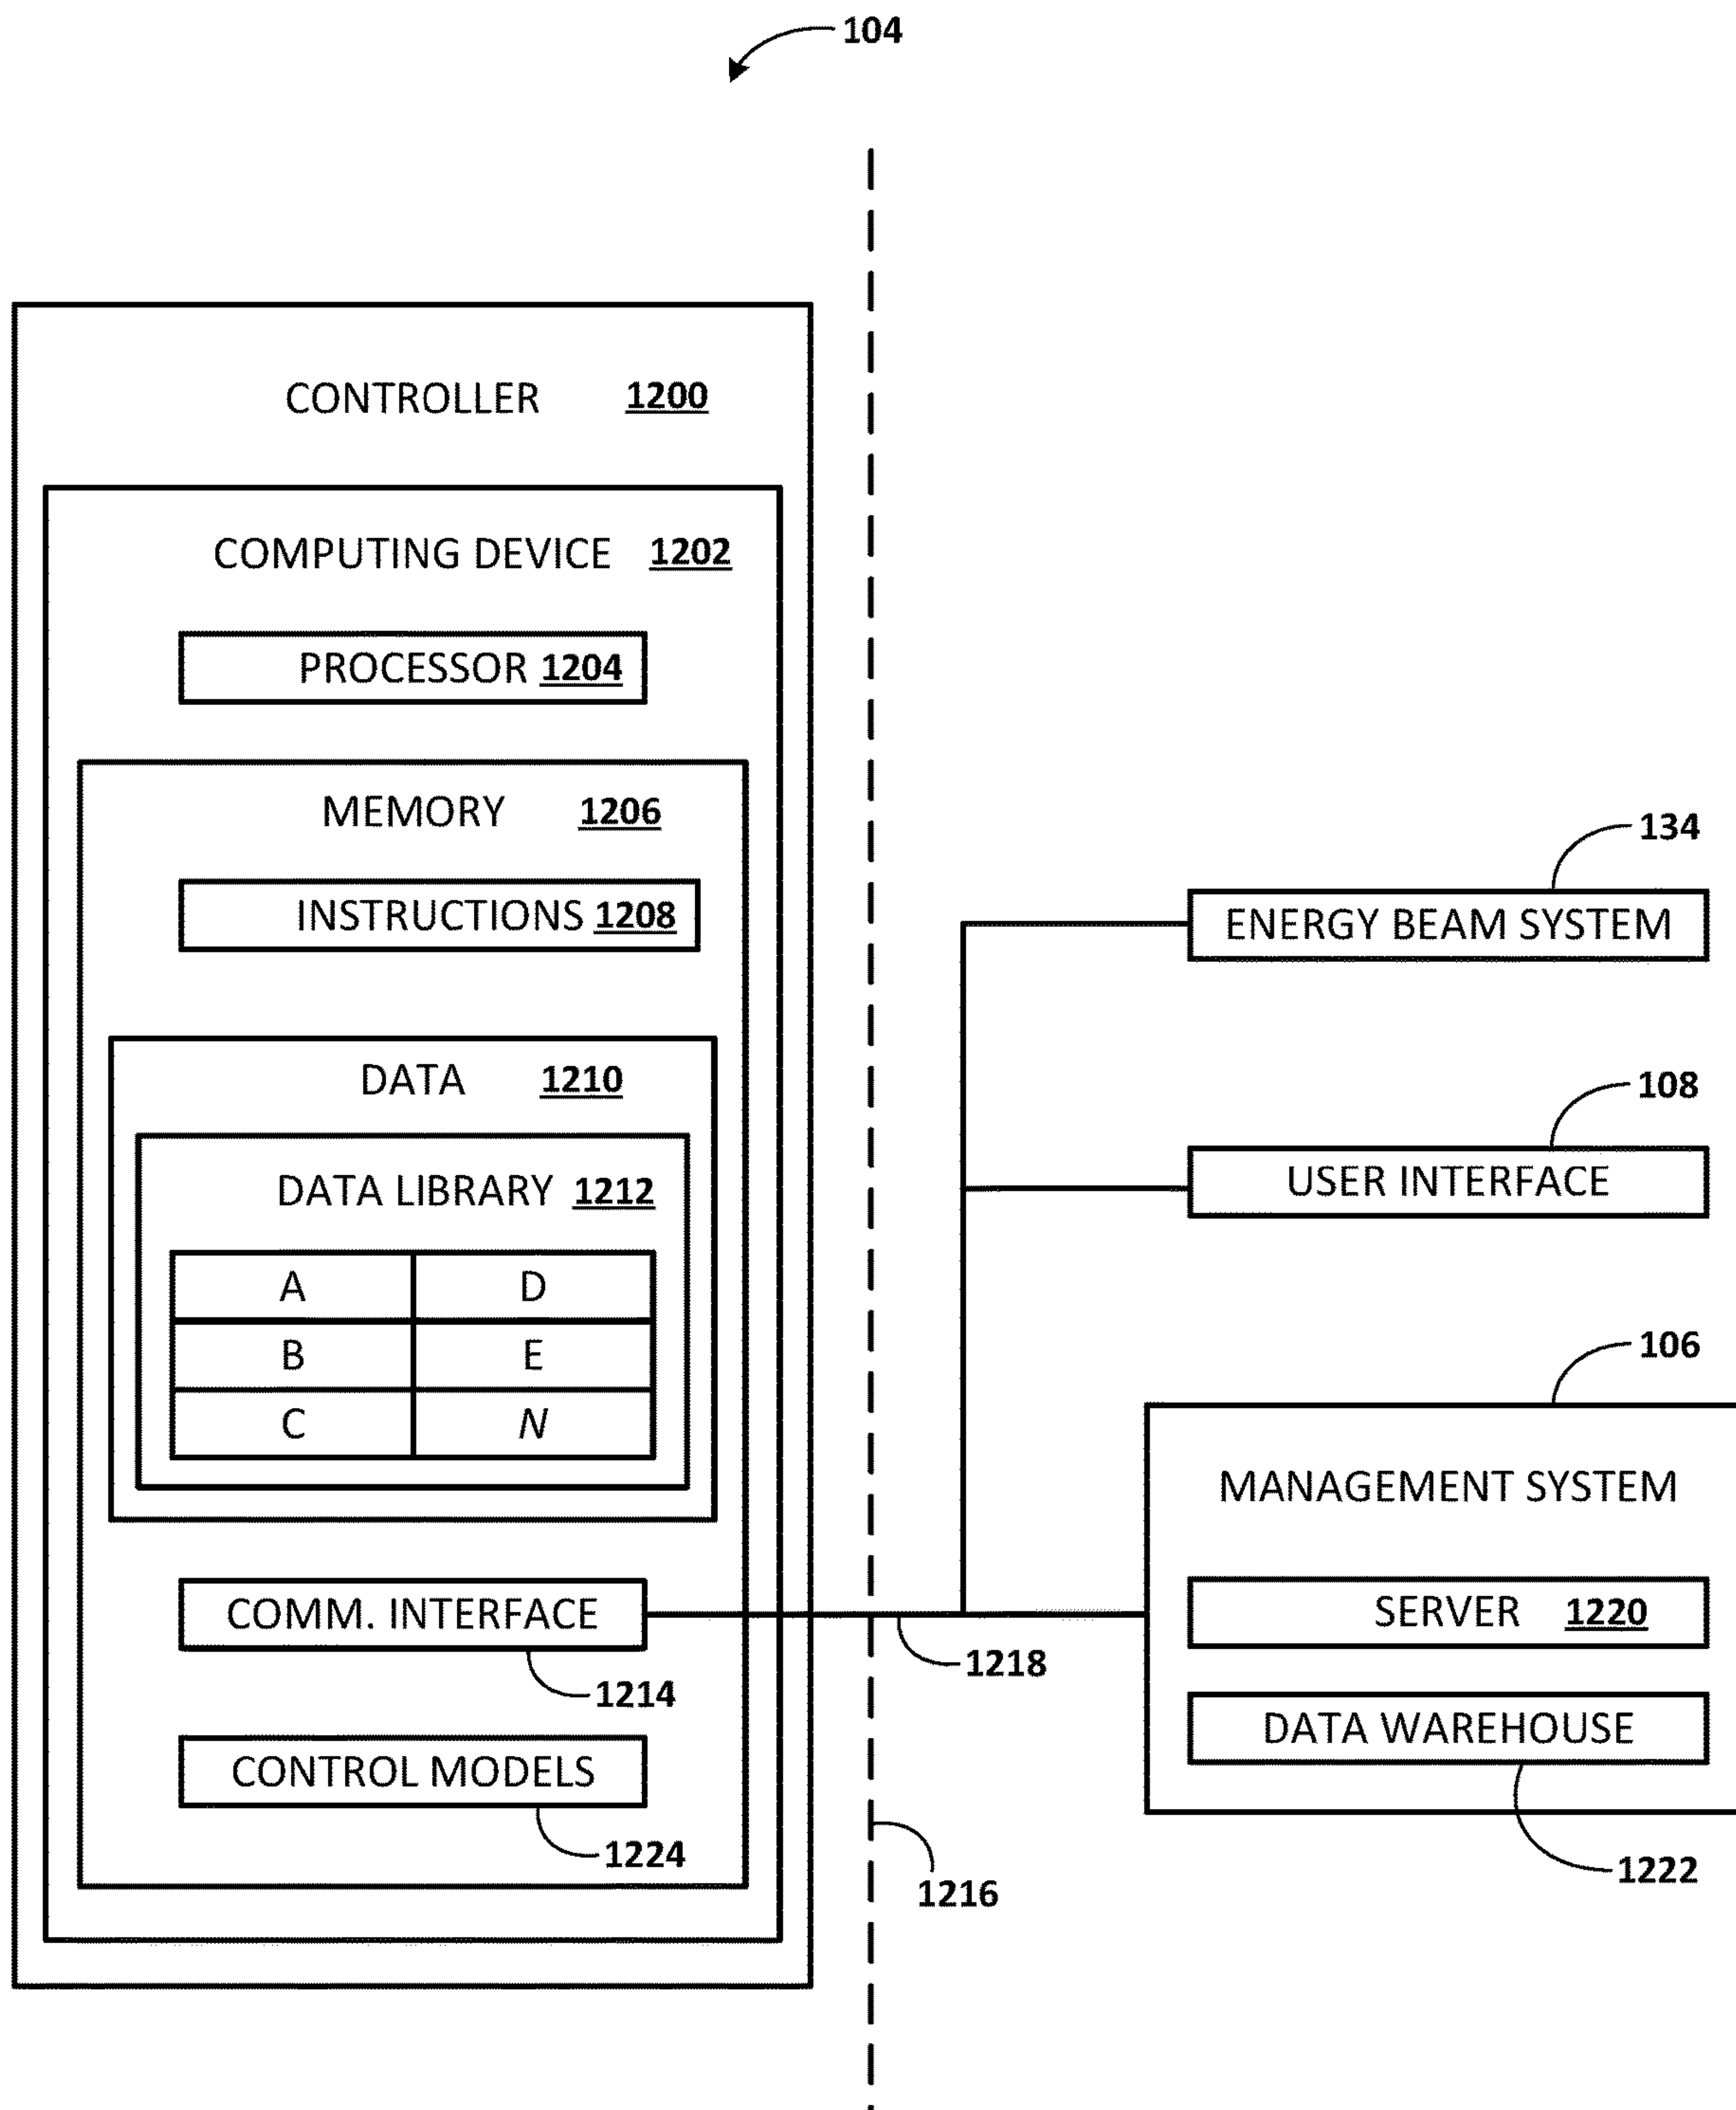 104
CONTROLLER 1200
COMPUTING DEVICE 1202
PROCESSOR 1204
MEMORY 1206
INSTRUCTIONS 1208
DATA 1210
DATA LIBRARY 1212
A D
B E
C N
COMM. INTERFACE
1214
CONTROL MODELS
1224
1216
1218
134
ENERGY BEAM SYSTEM
108
USER INTERFACE
106
MANAGEMENT SYSTEM
SERVER 1220
DATA WAREHOUSE
1222